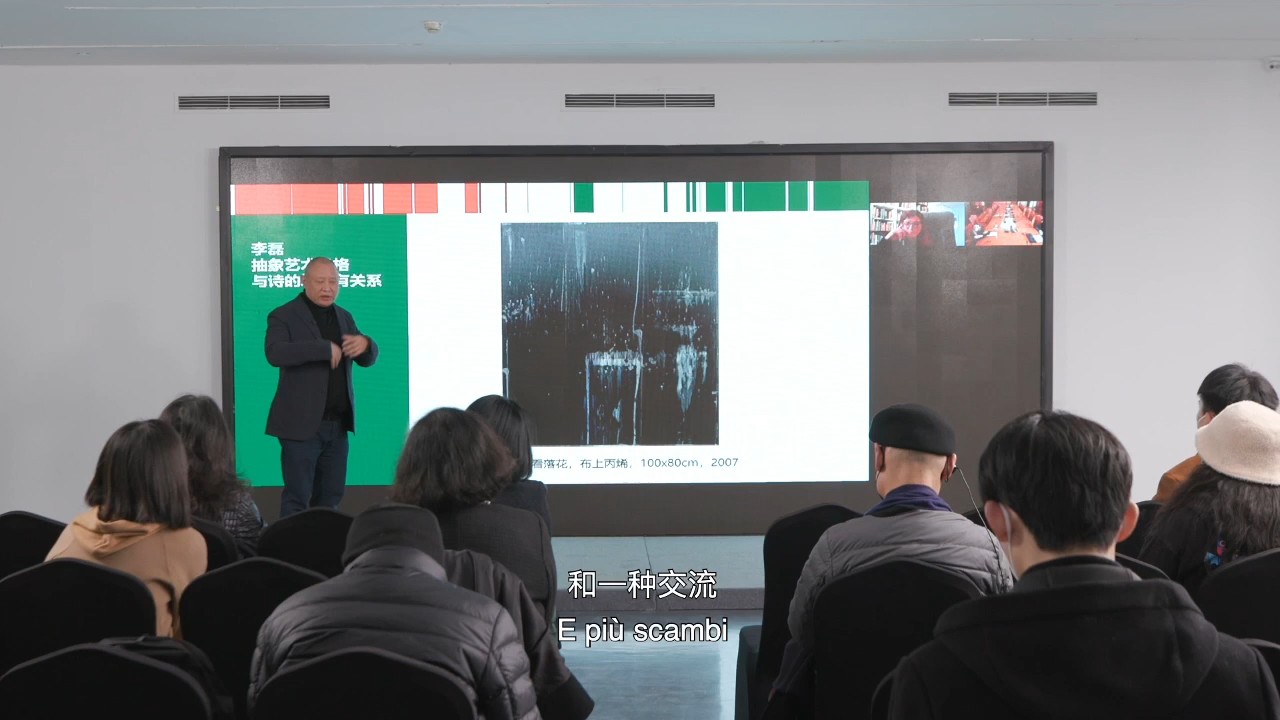 李磊
抽象艺术 格
与诗的 有关系
看落花，布上丙烯，100x80cm，2007
和一种交流
E più scambi